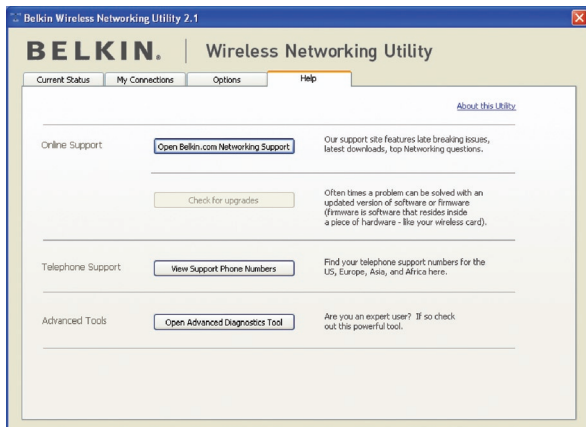 Belkin Wireless Networking Utility 2.1
BELKIN. | Wireless Networking Utility
Current Status
My Connections
Options
Help
About this Utility
Online Support
Open Belkin.com Networking Support
Our support site features late breaking issues,
latest downloads, top Networking questions.
Check for upgrades
Often times a problem can be solved with an
updated version of software or firmware
(firmware is software that resides inside
a piece of hardware - like your wireless card).
Telephone Support
View Support Phone Numbers
Find your telephone support numbers for the
US, Europe, Asia, and Africa here.
Advanced Tools
Open Advanced Diagnostics Tool
Are you an expert user? If so check
out this powerful tool.